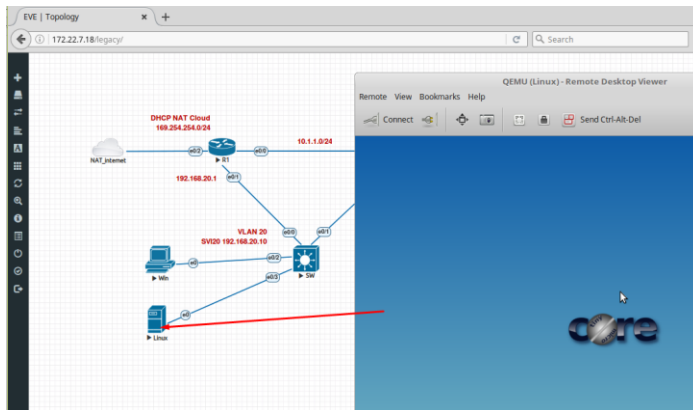 EVE | Topology
172.22.7.18/legacy/
Search
QEMU (Linux) - Remote Desktop Viewer
Remote View Bookmarks Help
Connect
Send Ctrl-Alt-Del
DHCP NAT Cloud
169.254.254.0/24
10.1.1.0/24
NAT_internet
e0/2
e0/0
R1
192.168.20.1
e0/1
VLAN 20
SVI20 192.168.20.10
e0/0
e0/1
e0
e0/2
Win
SW
e0/3
e0
Linux
core